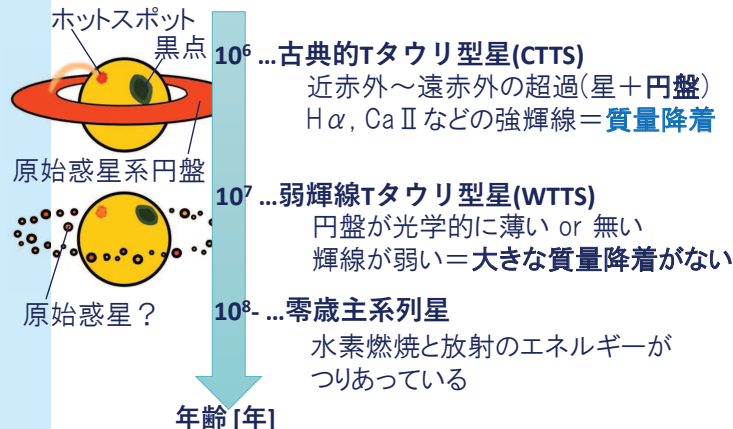 ホットスポット
黒点
原始惑星系円盤
10⁶ …古典的Tタウリ型星(CTTS)
近赤外～遠赤外の超過(星＋円盤)
Hα, CaⅡなどの強輝線＝質量降着
10⁷ …弱輝線Tタウリ型星(WTTS)
円盤が光学的に薄い or 無い
輝線が弱い＝大きな質量降着がない
原始惑星？
10⁸- …零歳主系列星
水素燃焼と放射のエネルギーが
つりあっている
年齢 [年]